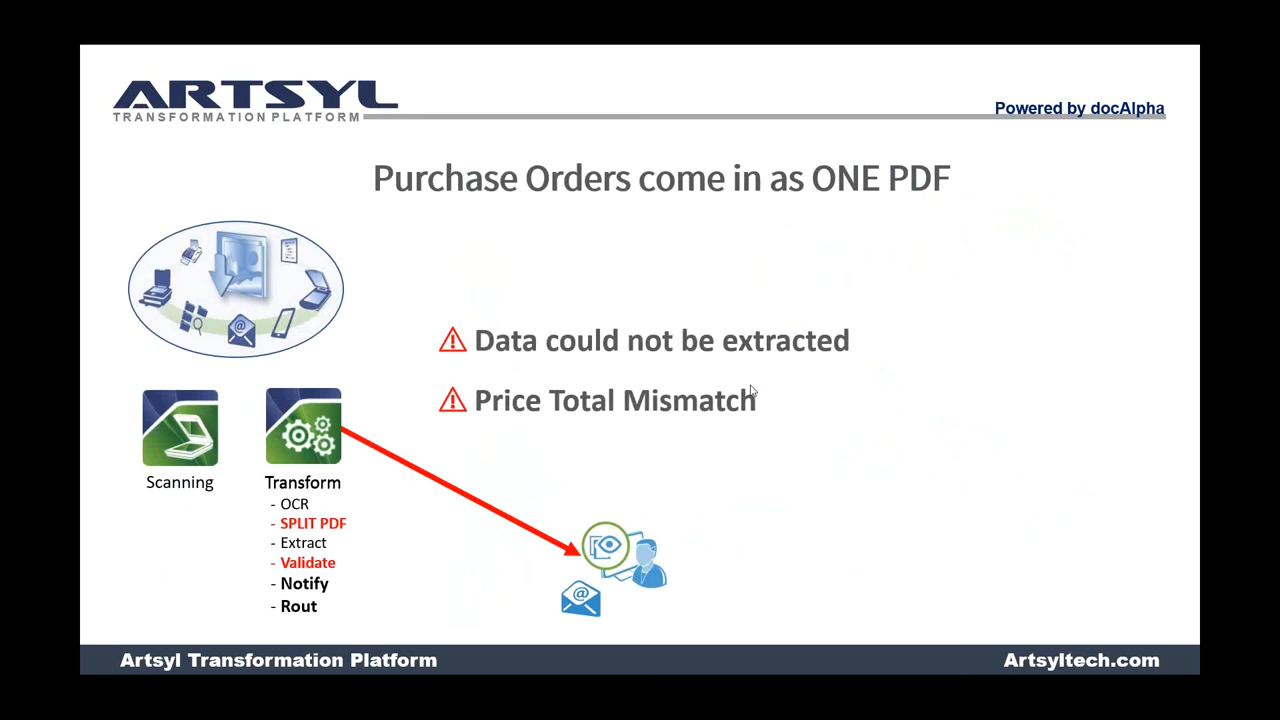 ARTSYL
TRANSFORMATION PLATFORM
Powered by docAlpha
Purchase Orders come in as ONE PDF
Data could not be extracted
Price Total Mismatch
Scanning
Transform
- OCR
- SPLIT PDF
- Extract
- Validate
- Notify
- Rout
Artsyl Transformation Platform
Artsyltech.com